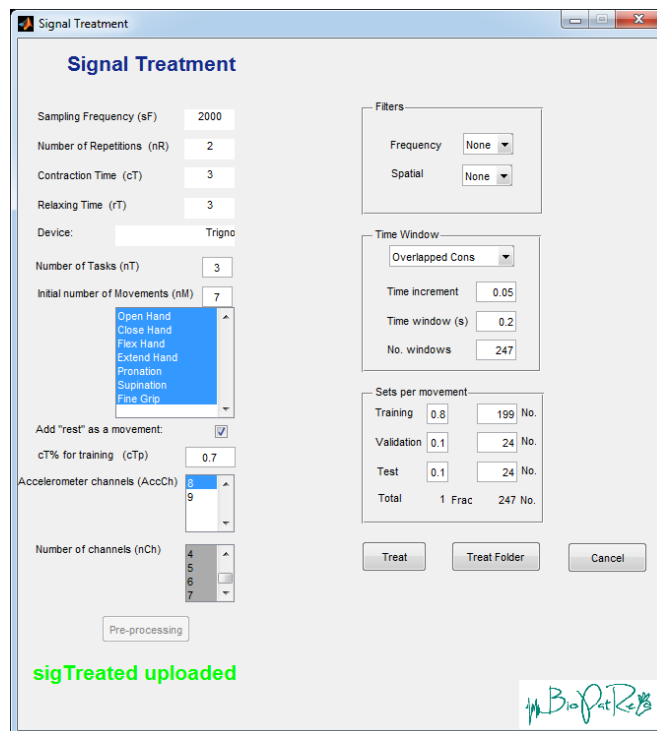 Signal Treatment
Signal Treatment
Sampling Frequency (sF) 2000
Number of Repetitions (nR) 2
Contraction Time (cT) 3
Relaxing Time (rT) 3
Device: Trigno
Number of Tasks (nT) 3
Initial number of Movements (nM) 7
Open Hand
Close Hand
Flex Hand
Extend Hand
Pronation
Supination
Fine Grip
Add "rest" as a movement:
cT% for training (cTp) 0.7
Accelerometer channels (AccCh) 8
9
Number of channels (nCh) 4
5
6
7
Pre-processing
sigTreated uploaded
Filters
Frequency None
Spatial None
Time Window
Overlapped Cons
Time increment 0.05
Time window (s) 0.2
No. windows 247
Sets per movement
Training 0.8 199 No.
Validation 0.1 24 No.
Test 0.1 24 No.
Total 1 Frac 247 No.
Treat Treat Folder Cancel
BioPatRec